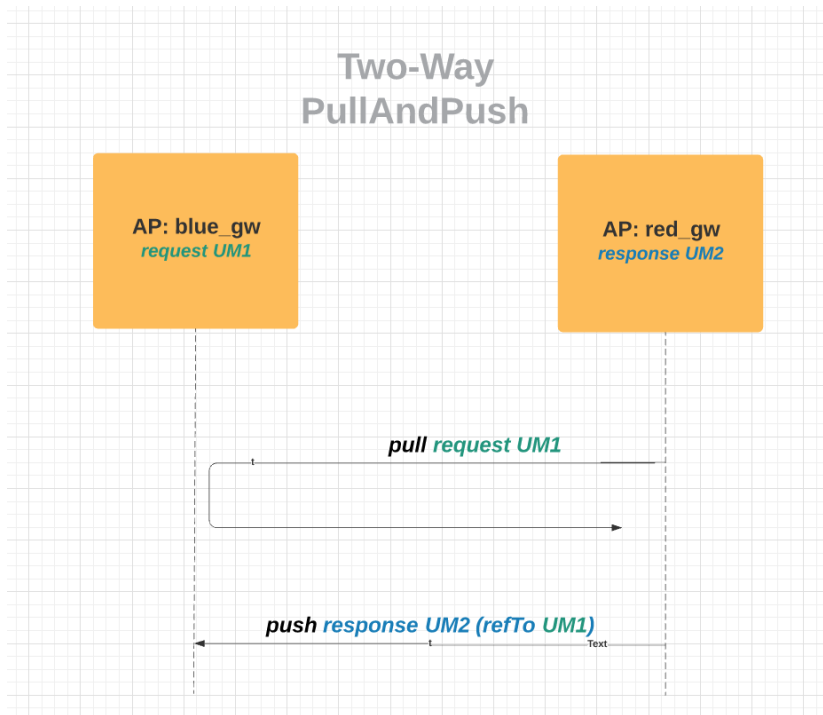 Two-Way
PullAndPush
AP: blue_gw
request UM1
AP: red_gw
response UM2
pull request UM1
t
push response UM2 (refTo UM1)
t
Text